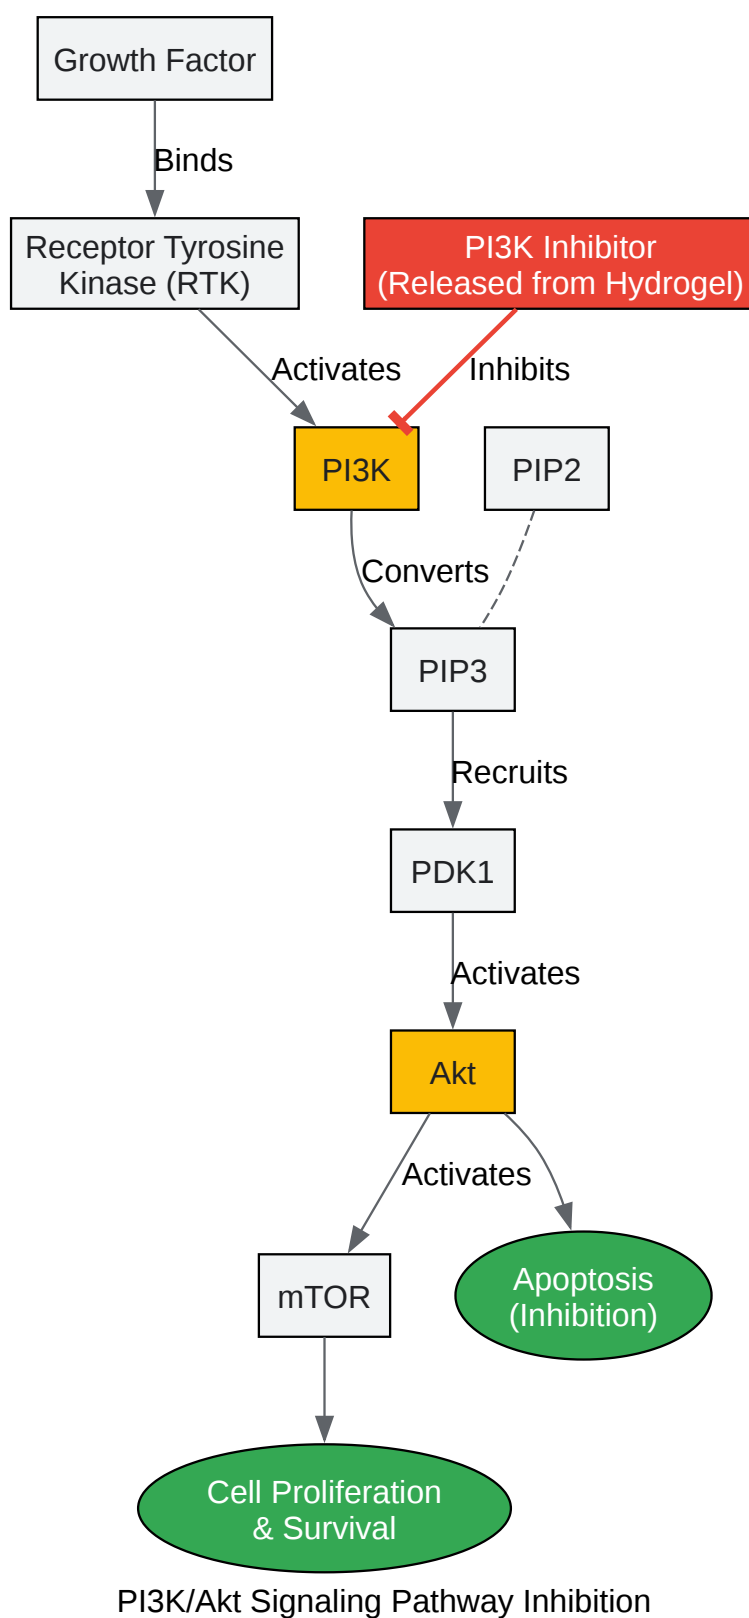 Growth Factor
Binds
Receptor Tyrosine
Kinase (RTK)
PI3K Inhibitor
(Released from Hydrogel)
Activates
Inhibits
PI3K
PIP2
Converts
PIP3
Recruits
PDK1
Activates
Akt
Activates
mTOR
Apoptosis
(Inhibition)
Cell Proliferation
& Survival
PI3K/Akt Signaling Pathway Inhibition